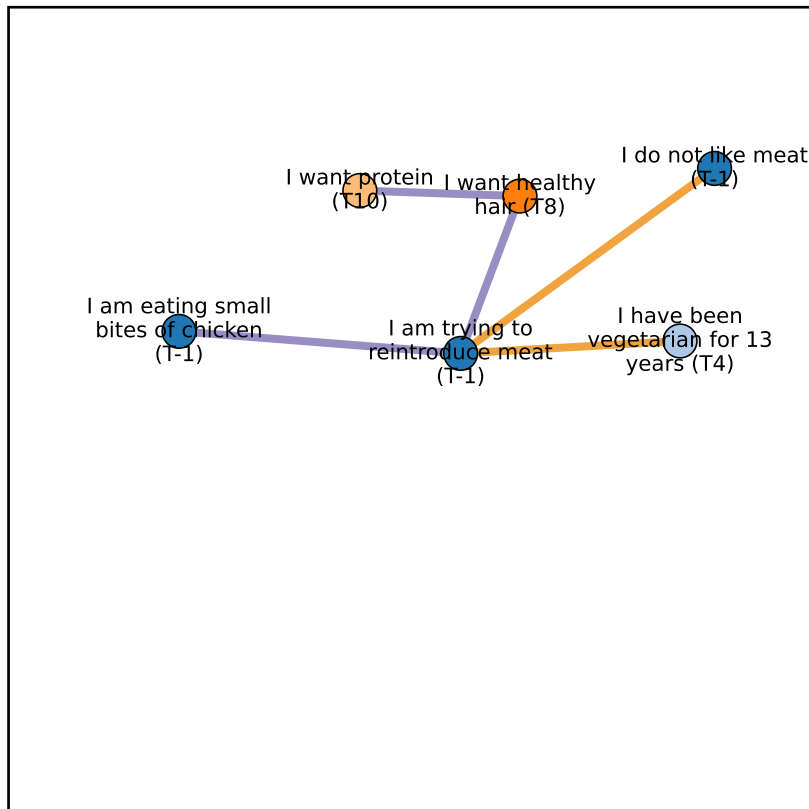 I do not like meat
(T-1)
I want protein
(T10)
I want healthy
hair (T8)
I am eating small
bites of chicken
(T-1)
I am trying to
reintroduce meat
(T-1)
I have been
vegetarian for 13
years (T4)